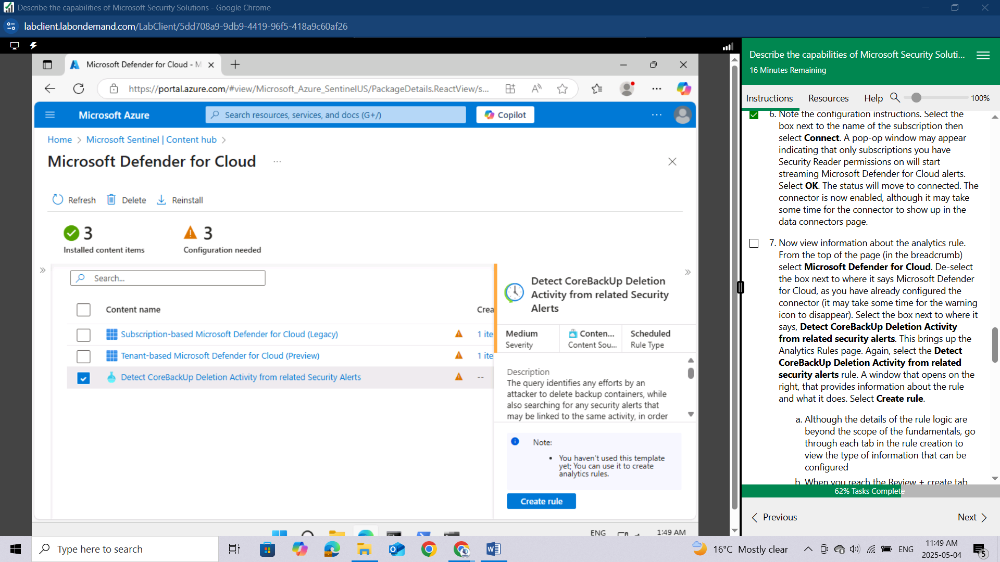 Describe the capabilities of Microsoft Security Solutions - Google Chrome
labclient.labondemand.com/LabClient/5dd708a9-9db9-4419-96f5-418a9c60af26
Microsoft Defender for Cloud - M
https://portal.azure.com/#view/Microsoft_Azure_SentinelUS/PackageDetails.ReactView/s...
Microsoft Azure
Search resources, services, and docs (G+/)
Copilot
Home > Microsoft Sentinel | Content hub >
Microsoft Defender for Cloud ...
Refresh Delete Reinstall
3
Installed content items
3
Configuration needed
Search...
Content name
Crea
Subscription-based Microsoft Defender for Cloud (Legacy)
1 ite
Tenant-based Microsoft Defender for Cloud (Preview)
1 ite
Detect CoreBackUp Deletion Activity from related Security Alerts
--
Detect CoreBackUp Deletion
Activity from related Security
Alerts
Medium
Severity
Conten...
Content Sou...
Scheduled
Rule Type
Description
The query identifies any efforts by an
attacker to delete backup containers, while
also searching for any security alerts that
may be linked to the same activity, in order
Note:
• You haven't used this template
yet; You can use it to create
analytics rules.
Create rule
ENG
1:49 AM
Describe the capabilities of Microsoft Security Soluti...
16 Minutes Remaining
Instructions Resources Help 100%
6. Note the configuration instructions. Select the
box next to the name of the subscription then
select Connect. A pop-op window may appear
indicating that only subscriptions you have
Security Reader permissions on will start
streaming Microsoft Defender for Cloud alerts.
Select OK. The status will move to connected. The
connector is now enabled, although it may take
some time for the connector to show up in the
data connectors page.
7. Now view information about the analytics rule.
From the top of the page (in the breadcrumb)
select Microsoft Defender for Cloud. De-select
the box next to where it says Microsoft Defender
for Cloud, as you have already configured the
connector (it may take some time for the warning
icon to disappear). Select the box next to where it
says, Detect CoreBackUp Deletion Activity
from related security alerts. This brings up the
Analytics Rules page. Again, select the Detect
CoreBackUp Deletion Activity from related
security alerts rule. A window that opens on the
right, that provides information about the rule
and what it does. Select Create rule.
a. Although the details of the rule logic are
beyond the scope of the fundamentals, go
through each tab in the rule creation to
view the type of information that can be
configured
b. When you reach the Review + create tab
62% Tasks Complete
Previous
Next
Type here to search
16°C Mostly clear
ENG
11:49 AM
2025-05-04
5